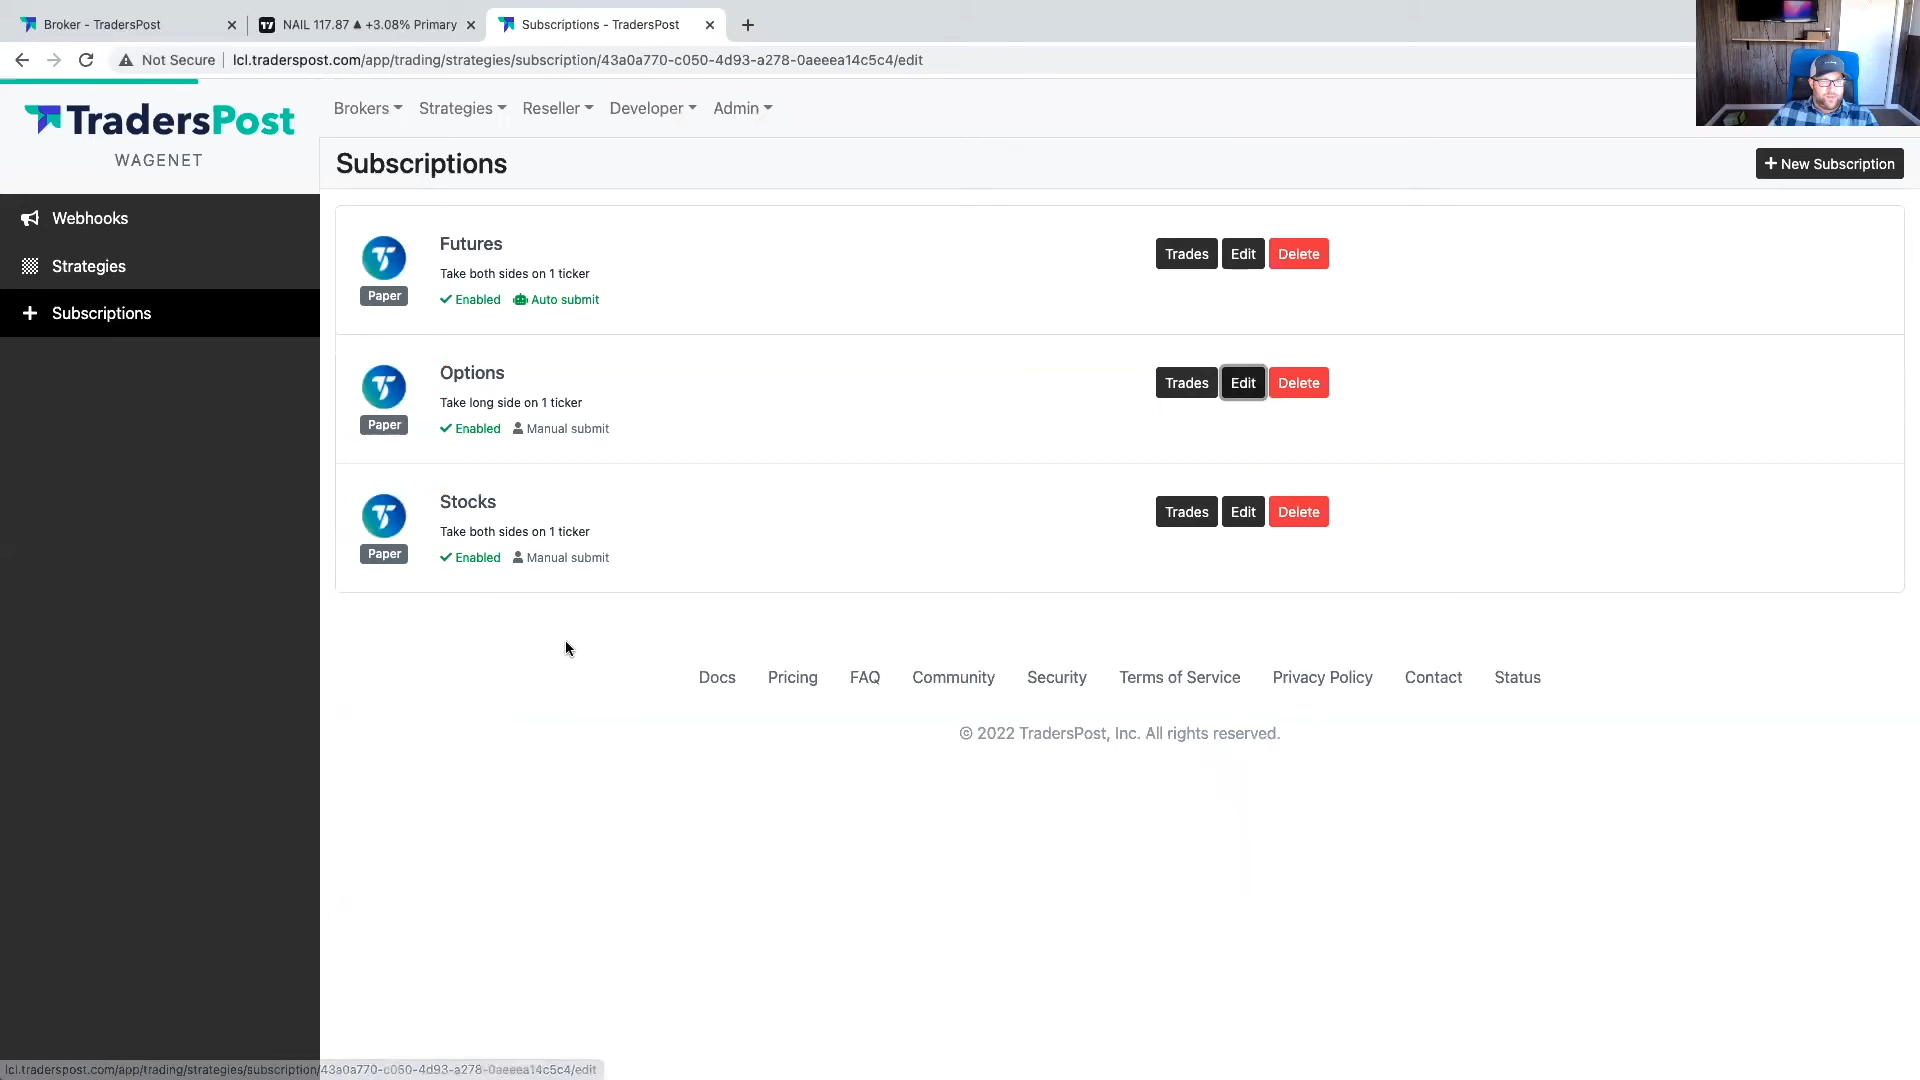 Broker - TradersPost
NAIL 117.87 ▲ +3.08% Primary
Subscriptions - TradersPost
Not Secure
lcl.traderspost.com/app/trading/strategies/subscription/43a0a770-c050-4d93-a278-0aeeea14c5c4/edit
TradersPost
WAGENET
Brokers Strategies Reseller Developer Admin
Subscriptions
+ New Subscription
Webhooks
Strategies
Subscriptions
Futures
Take both sides on 1 ticker
Enabled Auto submit
Paper
Trades Edit Delete
Options
Take long side on 1 ticker
Enabled Manual submit
Paper
Trades Edit Delete
Stocks
Take both sides on 1 ticker
Enabled Manual submit
Paper
Trades Edit Delete
Docs Pricing FAQ Community Security Terms of Service Privacy Policy Contact Status
© 2022 TradersPost, Inc. All rights reserved.
lcl.traderspost.com/app/trading/strategies/subscription/43a0a770-c050-4d93-a278-0aeeea14c5c4/edit